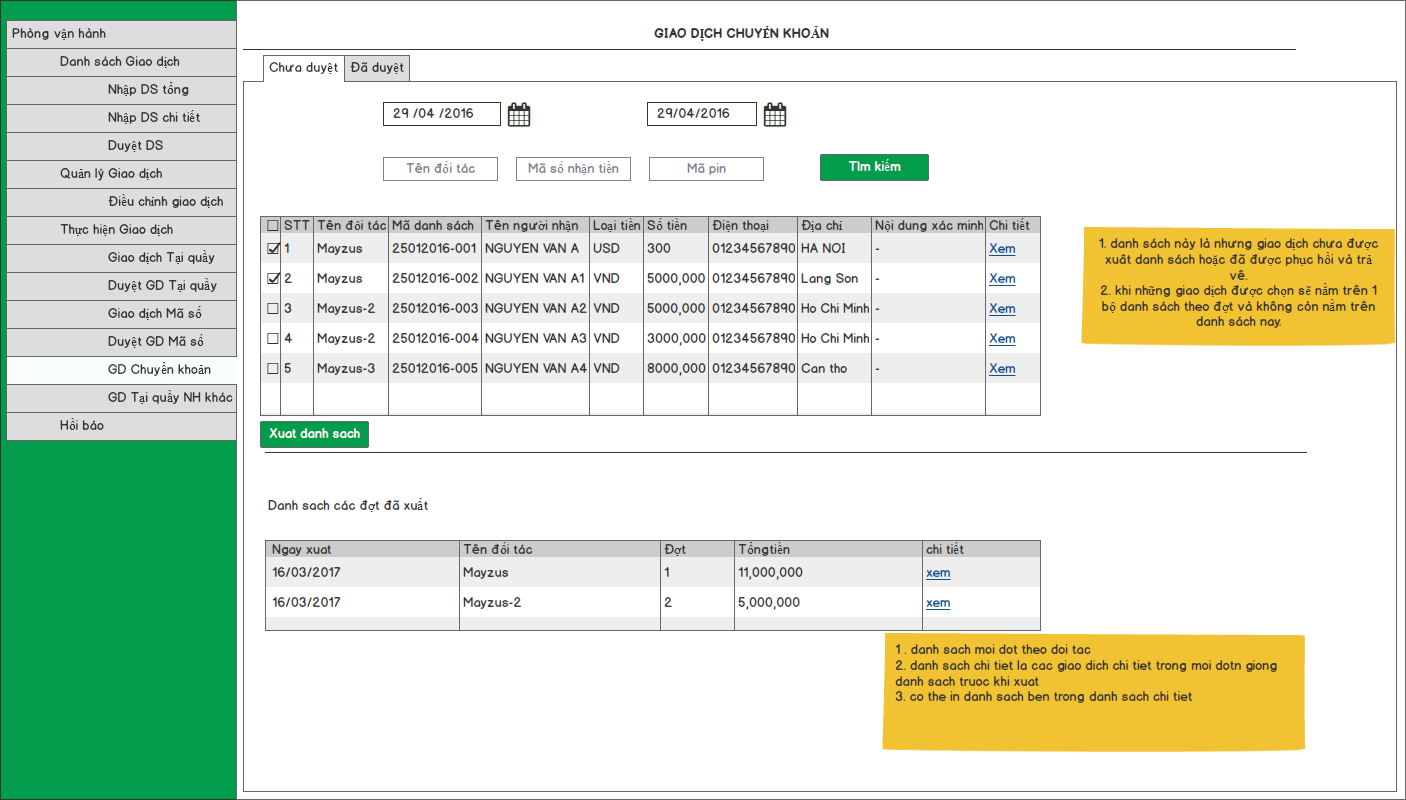 Phòng vận hành
Danh sách Giao dịch
Nhập DS tổng
Nhập DS chi tiết
Duyệt DS
Quản lý Giao dịch
Điều chỉnh giao dịch
Thực hiện Giao dịch
Giao dịch Tại quầy
Duyệt GD Tại quầy
Giao dịch Mã số
Duyệt GD Mã số
GD Chuyển khoản
GD Tại quầy NH khác
Hồi báo
GIAO DỊCH CHUYỂN KHOẢN
Chưa duyệt Đã duyệt
29 /04 /2016 29/04/2016
Tên đối tác Mã số nhận tiền Mã pin Tìm kiếm
STT Tên đối tác Mã danh sách Tên người nhận Loại tiền Số tiền Điện thoại Địa chỉ Nội dung xác minh Chi tiết
1 Mayzus 25012016-001 NGUYEN VAN A USD 300 01234567890 HA NOI - Xem
2 Mayzus 25012016-002 NGUYEN VAN A1 VND 5000,000 01234567890 Lang Son - Xem
3 Mayzus-2 25012016-003 NGUYEN VAN A2 VND 5000,000 01234567890 Ho Chi Minh - Xem
4 Mayzus-2 25012016-004 NGUYEN VAN A3 VND 3000,000 01234567890 Ho Chi Minh - Xem
5 Mayzus-3 25012016-005 NGUYEN VAN A4 VND 8000,000 01234567890 Can tho - Xem
1. danh sách này là nhưng giao dịch chưa được
xuất danh sách hoặc đã được phục hồi và trả
về.
2. khi những giao dịch được chọn sẽ nằm trên 1
bộ danh sách theo đợt và không còn nằm trên
danh sách nay.
Xuat danh sach
Danh sach các đợt đã xuất
Ngay xuat Tên đối tác Đợt Tổngtiền chi tiết
16/03/2017 Mayzus 1 11,000,000 xem
16/03/2017 Mayzus-2 2 5,000,000 xem
1 . danh sach moi dot theo doi tac
2. danh sach chi tiet la cac giao dich chi tiet trong moi dotn giong
danh sach truoc khi xuat
3. co the in danh sach ben trong danh sach chi tiet